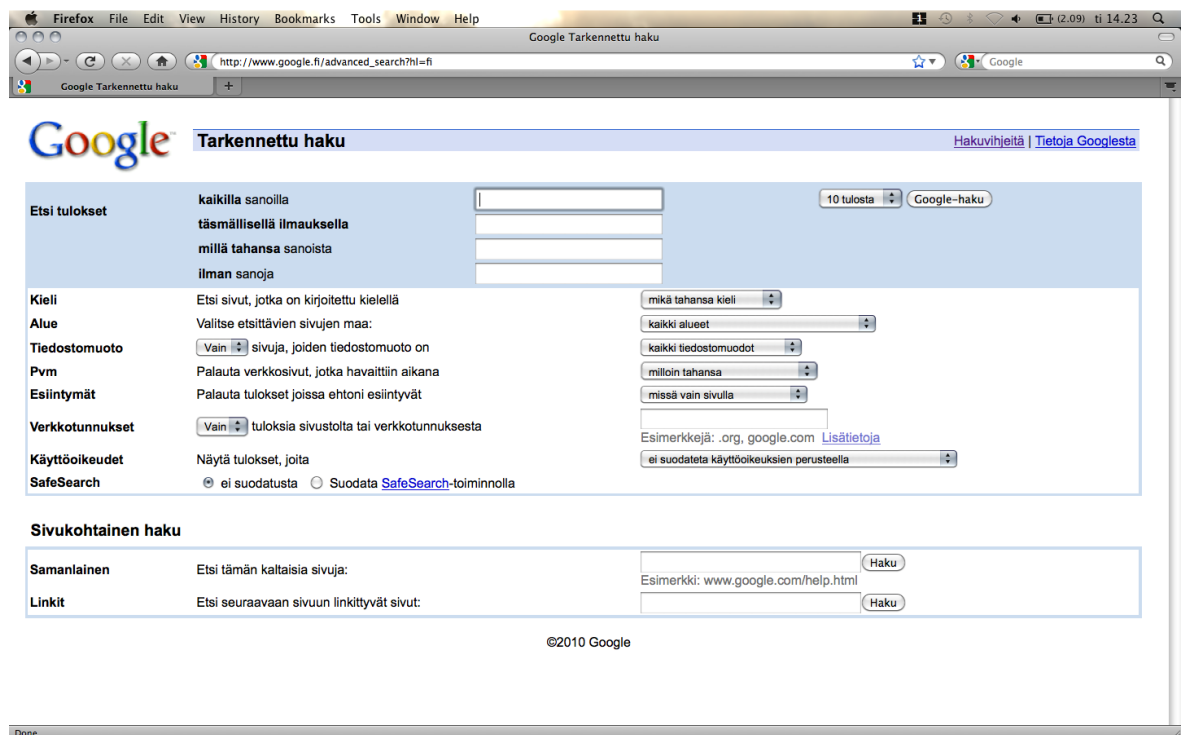 Firefox File Edit View History Bookmarks Tools Window Help 1 (2.09) ti 14.23
Google Tarkennettu haku
http://www.google.fi/advanced_search?hl=fi Google
Google Tarkennettu haku +
Google™ Tarkennettu haku Hakuvihjeitä | Tietoja Googlesta
Etsi tulokset
kaikilla sanoilla 10 tulosta Google-haku
täsmällisellä ilmauksella
millä tahansa sanoista
ilman sanoja
Kieli Etsi sivut, jotka on kirjoitettu kielellä mikä tahansa kieli
Alue Valitse etsittävien sivujen maa: kaikki alueet
Tiedostomuoto Vain sivuja, joiden tiedostomuoto on kaikki tiedostomuodot
Pvm Palauta verkkosivut, jotka havaittiin aikana milloin tahansa
Esiintymät Palauta tulokset joissa ehtoni esiintyvät missä vain sivulla
Verkkotunnukset Vain tuloksia sivustolta tai verkkotunnuksesta
Esimerkkejä: .org, google.com Lisätietoja
Käyttöoikeudet Näytä tulokset, joita ei suodateta käyttöoikeuksien perusteella
SafeSearch ei suodatusta Suodata SafeSearch-toiminnolla
Sivukohtainen haku
Samanlainen Etsi tämän kaltaisia sivuja: Haku
Esimerkki: www.google.com/help.html
Linkit Etsi seuraavaan sivuun linkittyvät sivut: Haku
©2010 Google
Done